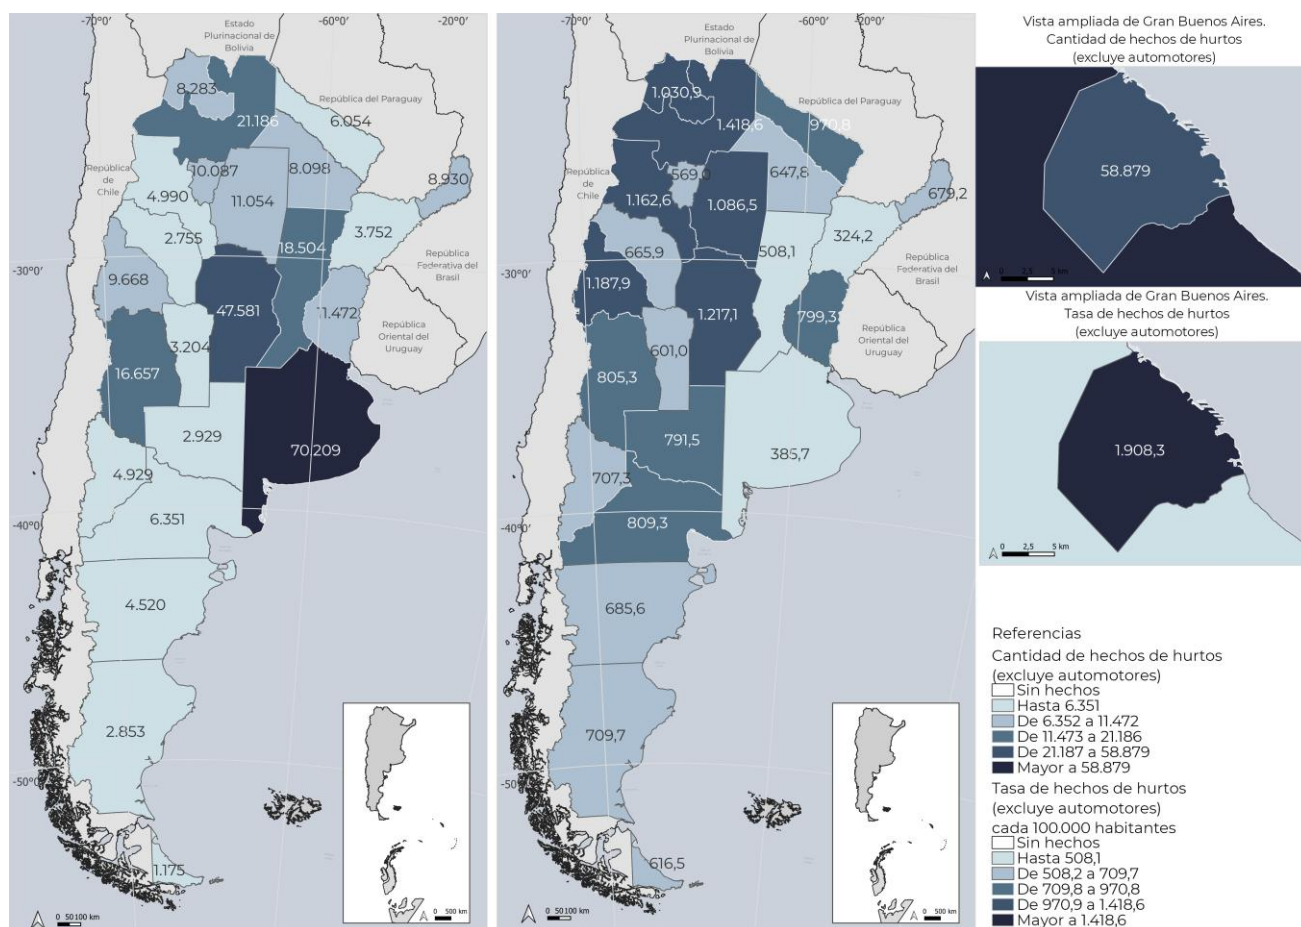 -70°0'
-60°0'
-20°0'
Estado
Plurinacional de
Bolivia
8.283
República del Paraguay
21.186
6.054
República
de
Chile
10.087
8.098
8.930
4.990
11.054
2.755
18.504
3.752
-30°0'
República
Federativa del
Brasil
9.668
47.581
11.472
República
Oriental del
Uruguay
3.204
16.657
2.929
70.209
4.929
6.351
-40°0'
4.520
2.853
-50°0'
1.175
0 50 100 km
0 500 km
-70°0'
-60°0'
-20°0'
Estado
Plurinacional de
Bolivia
1.030,9
República del Paraguay
1.418,6
970,8
República
de
Chile
569,0
647,8
679,2
1.162,6
1.086,5
665,9
508,1
324,2
-30°0'
República
Federativa del
Brasil
1.187,9
1.217,1
799,3
República
Oriental del
Uruguay
601,0
805,3
791,5
385,7
707,3
809,3
-40°0'
685,6
709,7
-50°0'
616,5
0 50 100 km
0 500 km
Vista ampliada de Gran Buenos Aires.
Cantidad de hechos de hurtos
(excluye automotores)
58.879
0 2,5 5 km
Vista ampliada de Gran Buenos Aires.
Tasa de hechos de hurtos
(excluye automotores)
1.908,3
0 2,5 5 km
Referencias
Cantidad de hechos de hurtos
(excluye automotores)
Sin hechos
Hasta 6.351
De 6.352 a 11.472
De 11.473 a 21.186
De 21.187 a 58.879
Mayor a 58.879
Tasa de hechos de hurtos
(excluye automotores)
cada 100.000 habitantes
Sin hechos
Hasta 508,1
De 508,2 a 709,7
De 709,8 a 970,8
De 970,9 a 1.418,6
Mayor a 1.418,6